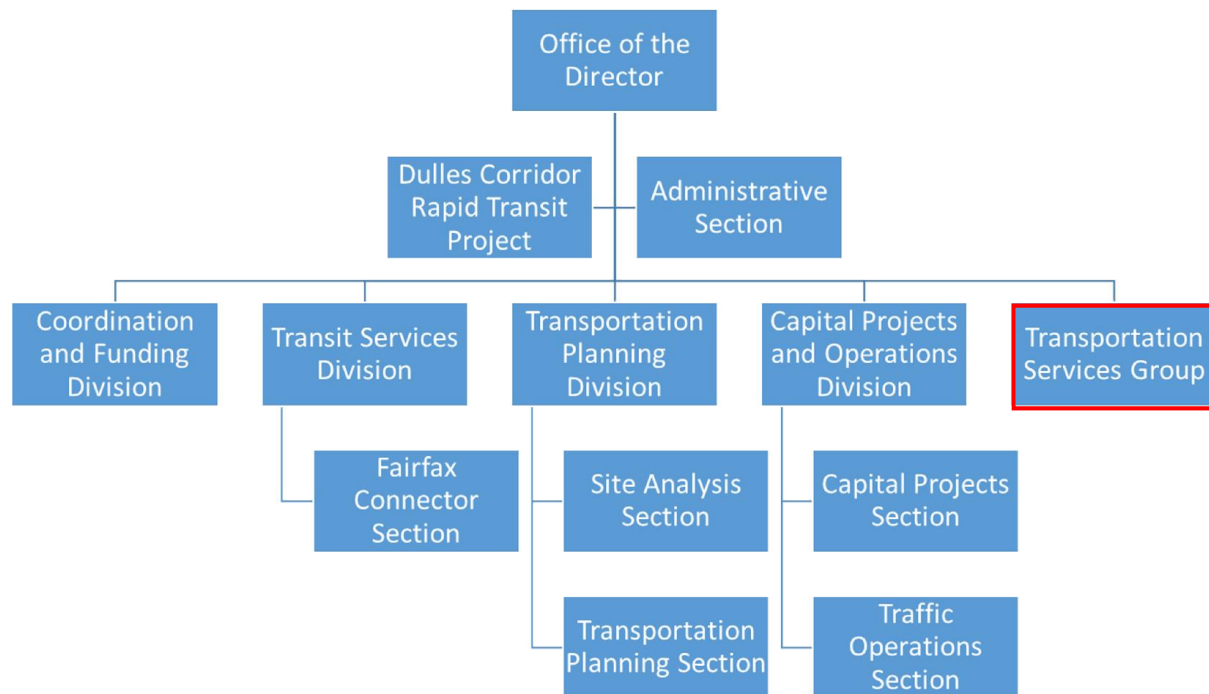 Office of the
Director
Dulles Corridor
Rapid Transit
Project
Administrative
Section
Coordination
and Funding
Division
Transit Services
Division
Transportation
Planning
Division
Capital Projects
and Operations
Division
Transportation
Services Group
Fairfax
Connector
Section
Site Analysis
Section
Capital Projects
Section
Transportation
Planning Section
Traffic
Operations
Section